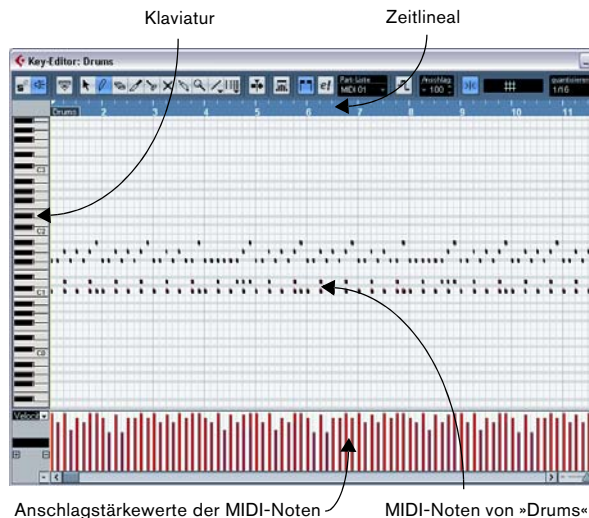 Klaviatur
Zeitlineal
Key-Editor: Drums
Part-Liste
MIDI 01
Anschlag
100
quantisieren
1/16
Drums
2 3 4 5 6 7 8 9 10 11
C3
C2
C1
C0
Velocit
Anschlagstärkewerte der MIDI-Noten
MIDI-Noten von »Drums«